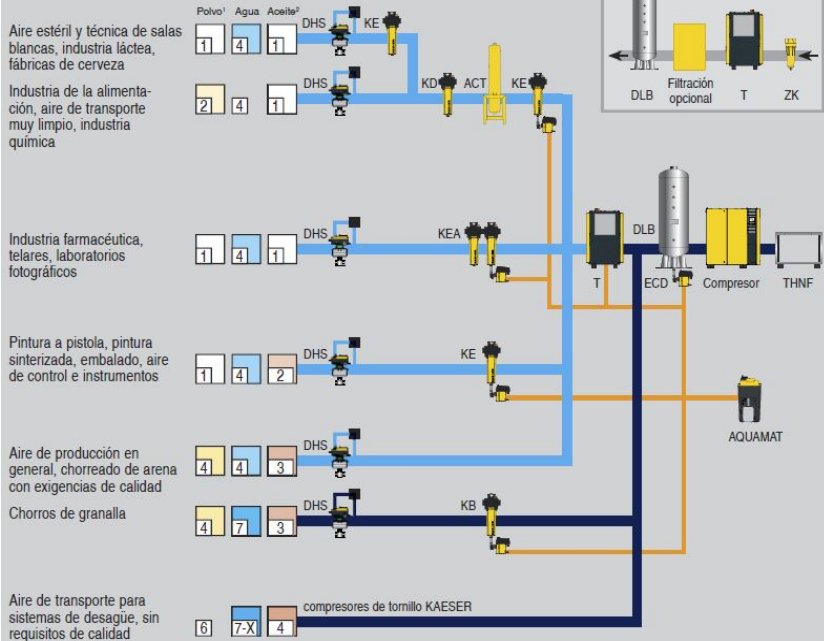 Polvo¹ Agua Aceite²
Aire estéril y técnica de salas
blancas, industria láctea,
fábricas de cerveza
1 4 1
DHS KE
Industria de la alimenta-
ción, aire de transporte
muy limpio, industria
química
2 4 1
DHS KD ACT KE
DLB
Filtración
opcional
T ZK
Industria farmacéutica,
telares, laboratorios
fotográficos
1 4 1
DHS KEA
T
DLB
ECD Compresor THNF
Pintura a pistola, pintura
sinterizada, embalado, aire
de control e instrumentos
1 4 2
DHS KE
AQUAMAT
Aire de producción en
general, chorreado de arena
con exigencias de calidad
4 4 3
DHS
Chorros de granalla
4 7 3
DHS KB
Aire de transporte para
sistemas de desagüe, sin
requisitos de calidad
6 7-X 4
compresores de tornillo KAESER